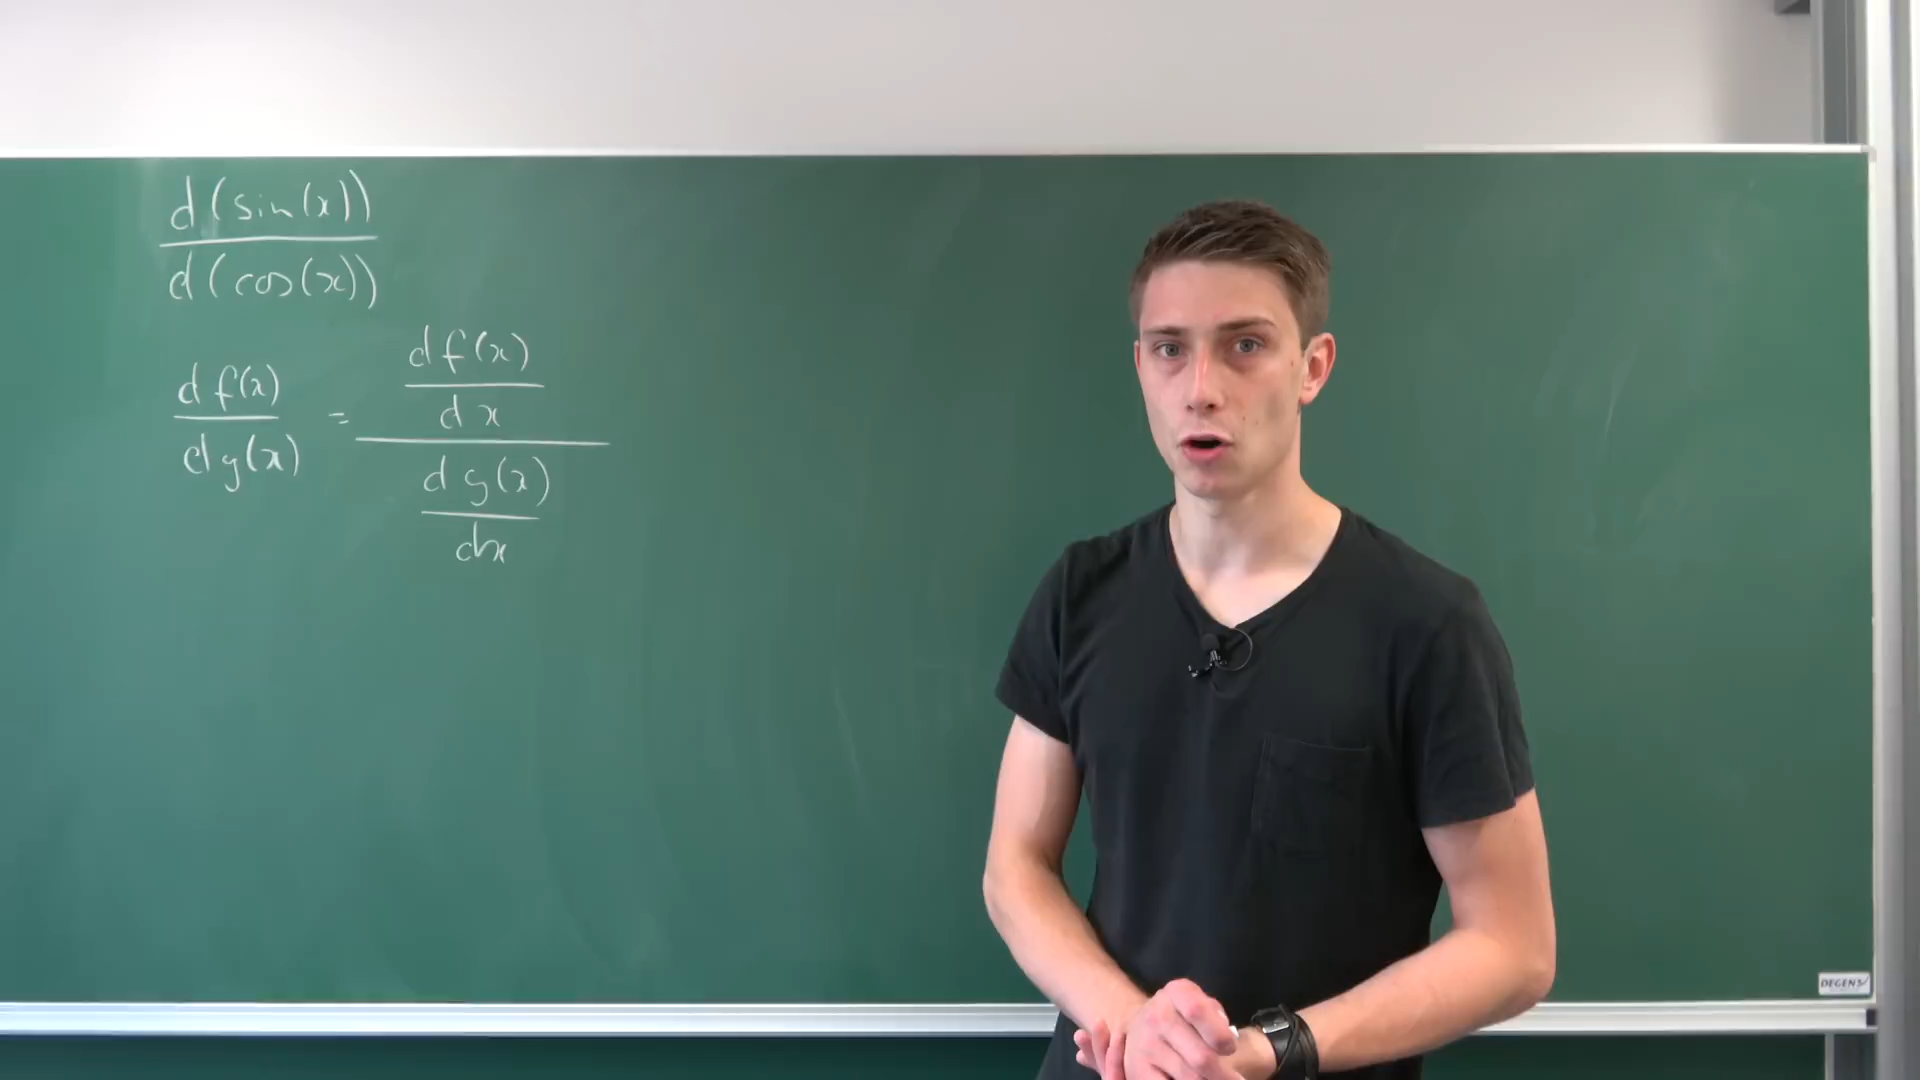 d(sin(x))
d(cos(x))
d f(x)
d g(x)
=
d f(x)
d x
d g(x)
dx
DEGEN